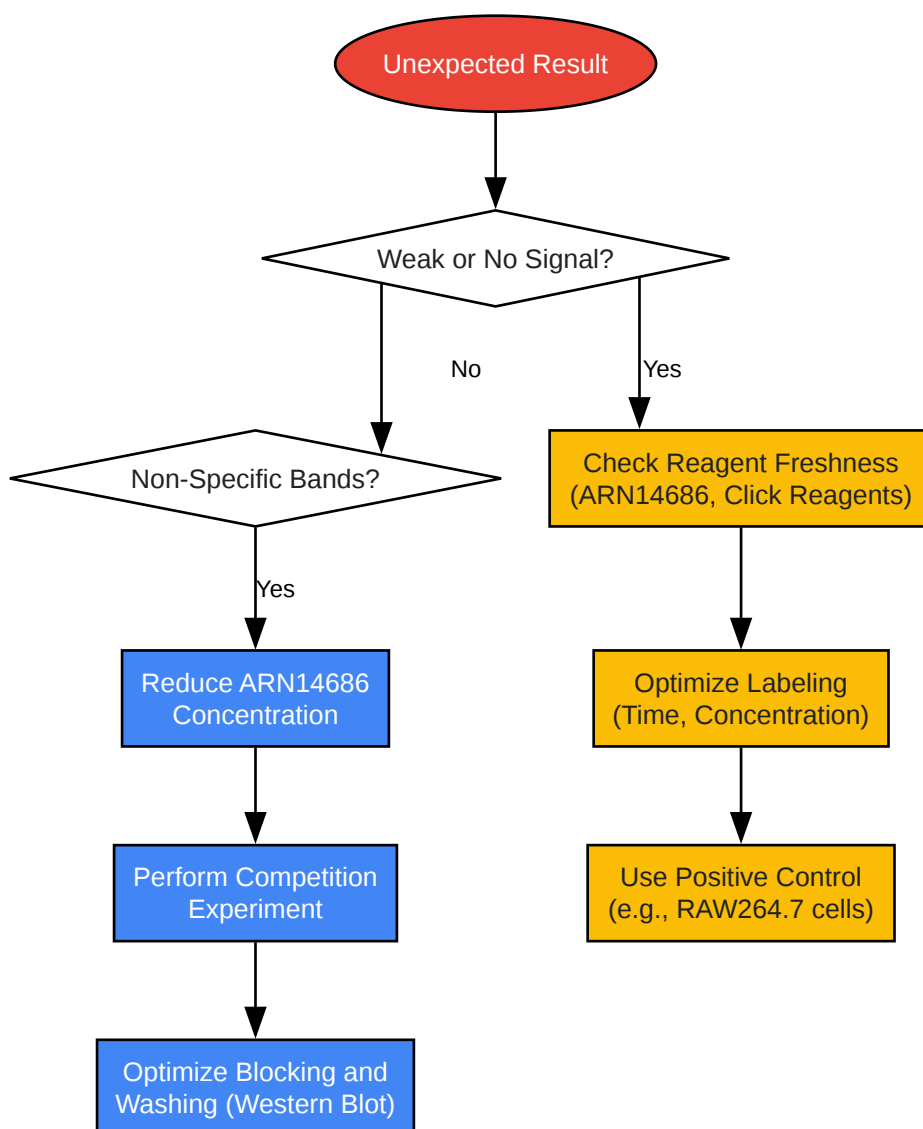 Unexpected Result
Weak or No Signal?
No
Yes
Non-Specific Bands?
Check Reagent Freshness
(ARN14686, Click Reagents)
Yes
Reduce ARN14686
Concentration
Optimize Labeling
(Time, Concentration)
Perform Competition
Experiment
Use Positive Control
(e.g., RAW264.7 cells)
Optimize Blocking and
Washing (Western Blot)